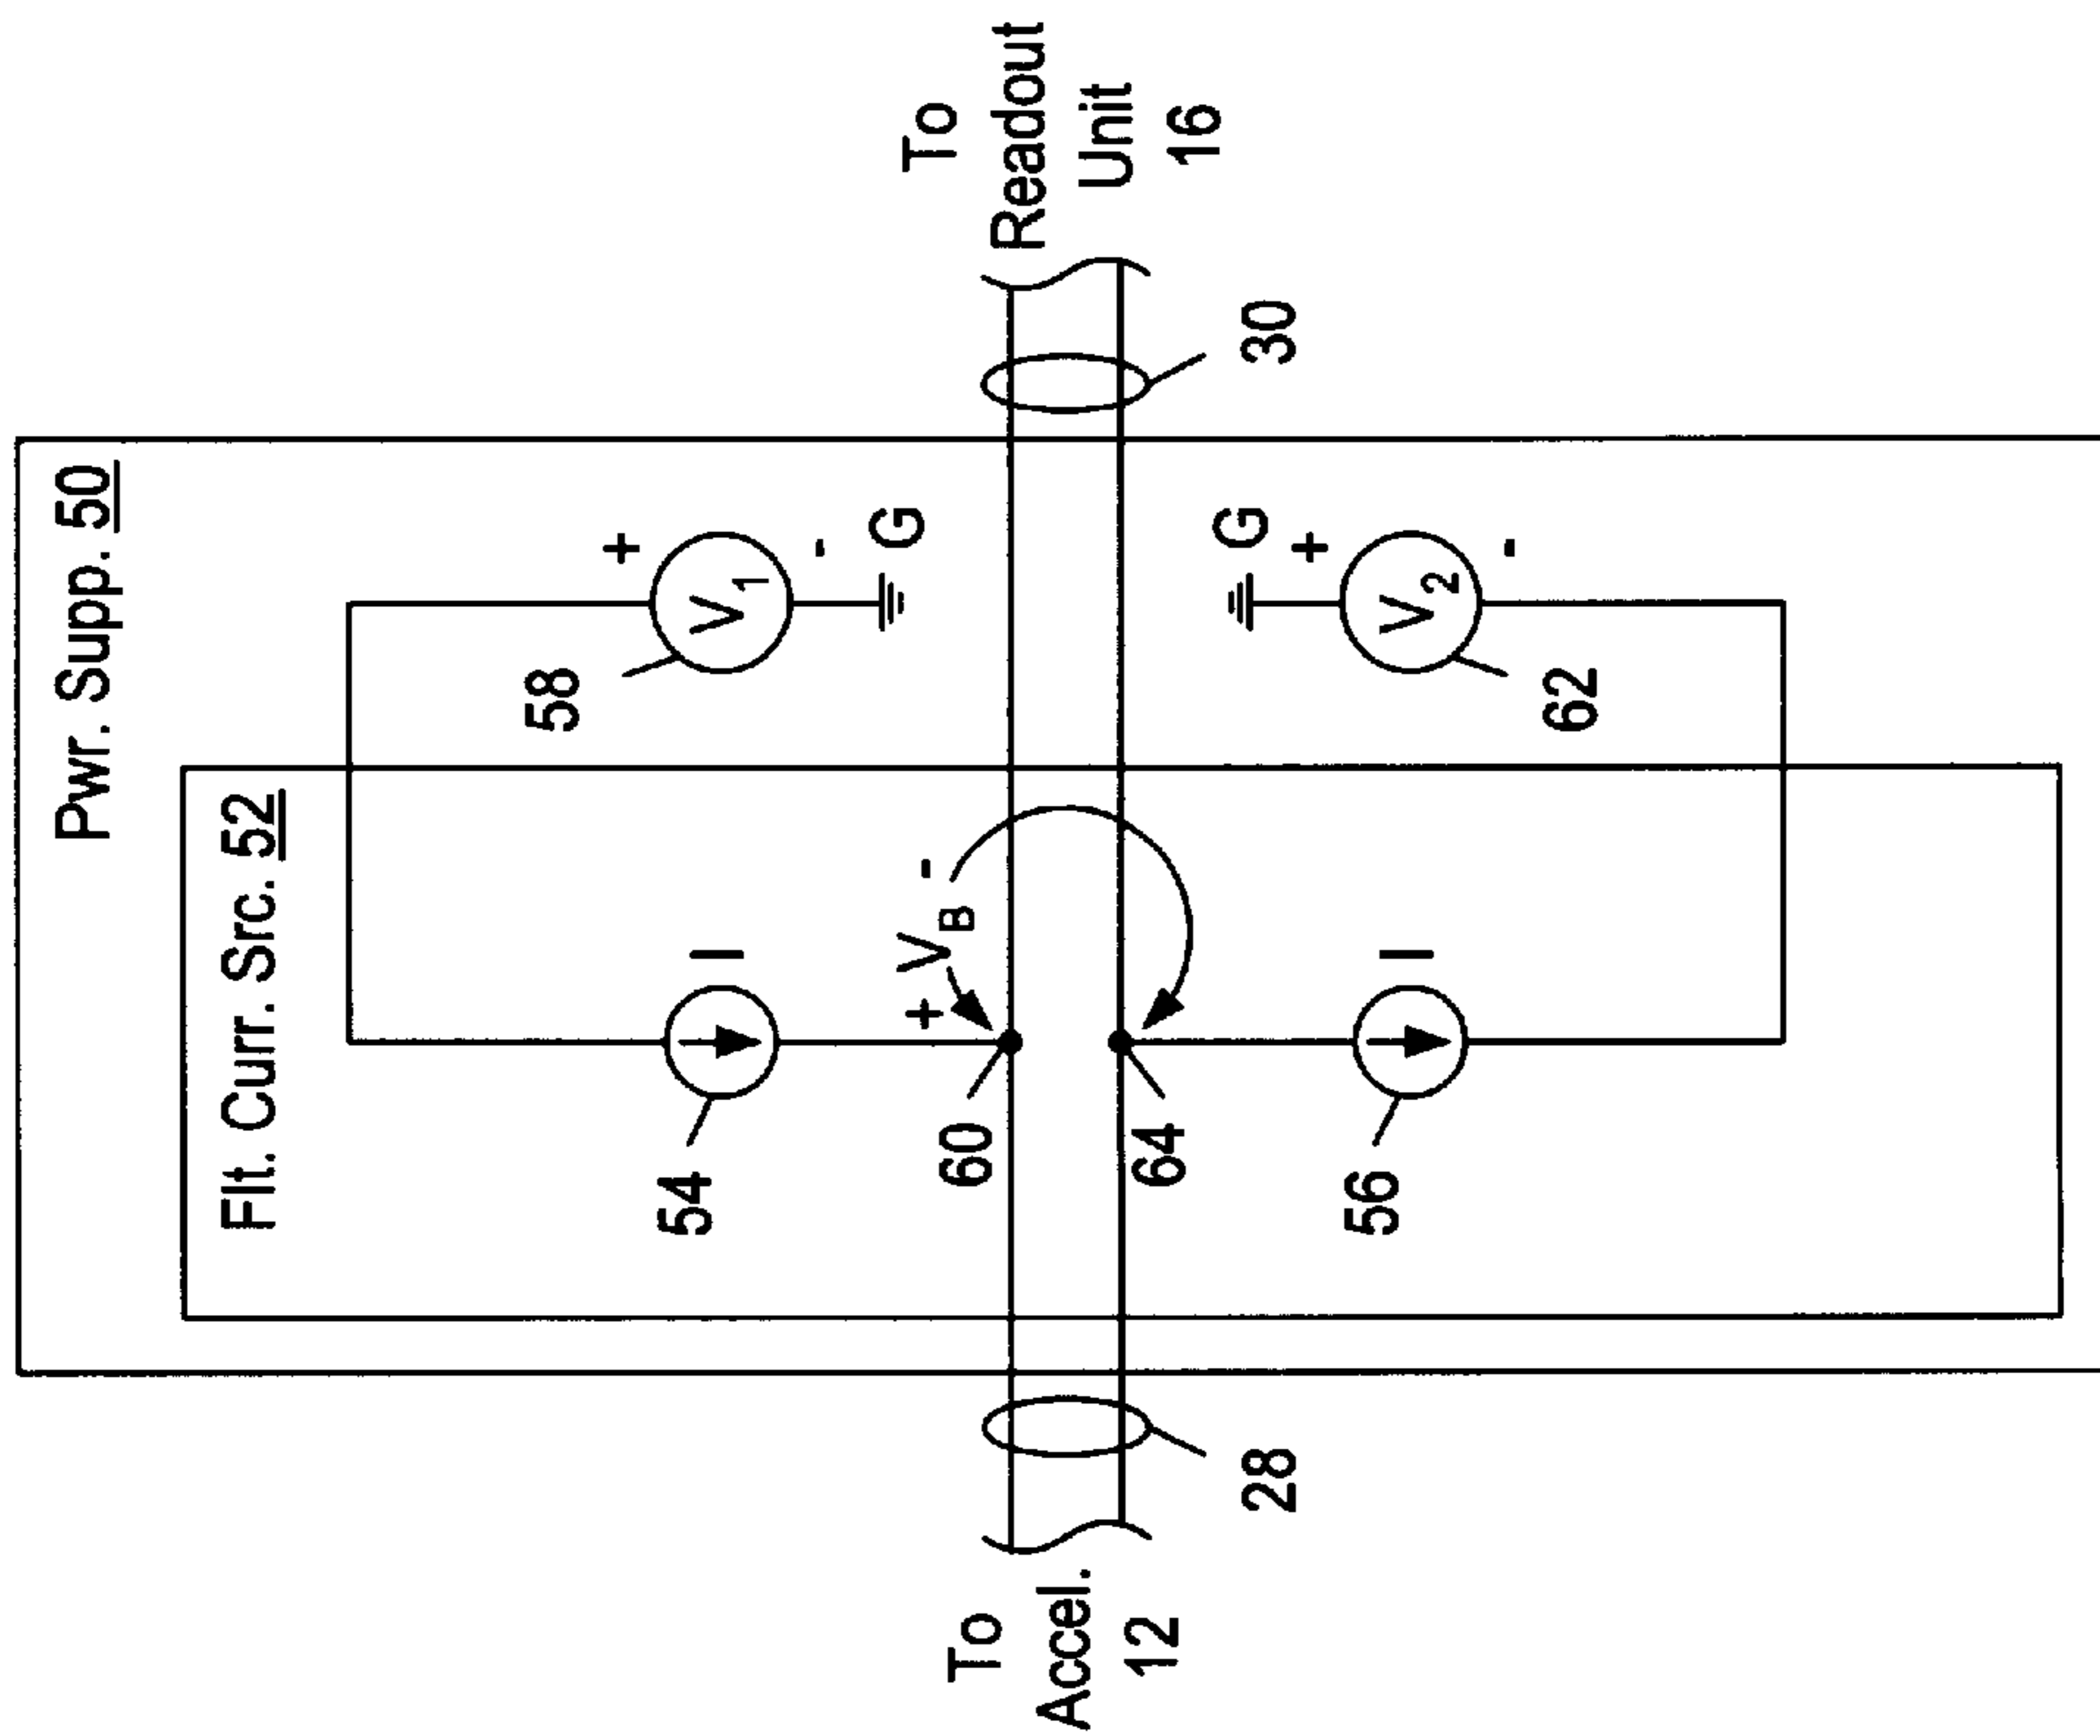 Pwr. Supp. 50
Flt. Curr. Src. 52
58
+
V1
-
G
54
I
+ VB -
60
64
To
Accel.
12
28
To
Readout
Unit
16
30
G
+
V2
-
62
56
I